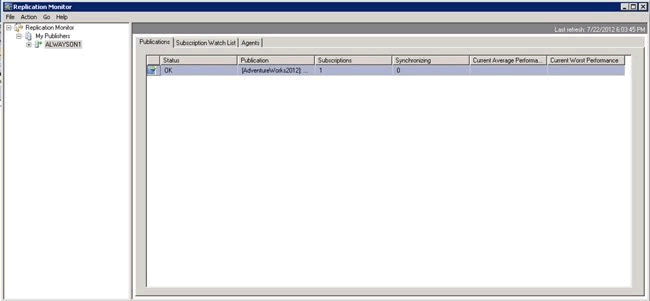 Replication Monitor
File Action Go Help
Replication Monitor
My Publishers
ALWAYSON1
Last refresh: 7/22/2012 6:03:45 PM
Publications Subscription Watch List Agents
Status Publication Subscriptions Synchronizing Current Average Performa... Current Worst Performance
OK [AdventureWorks2012]: ... 1 0